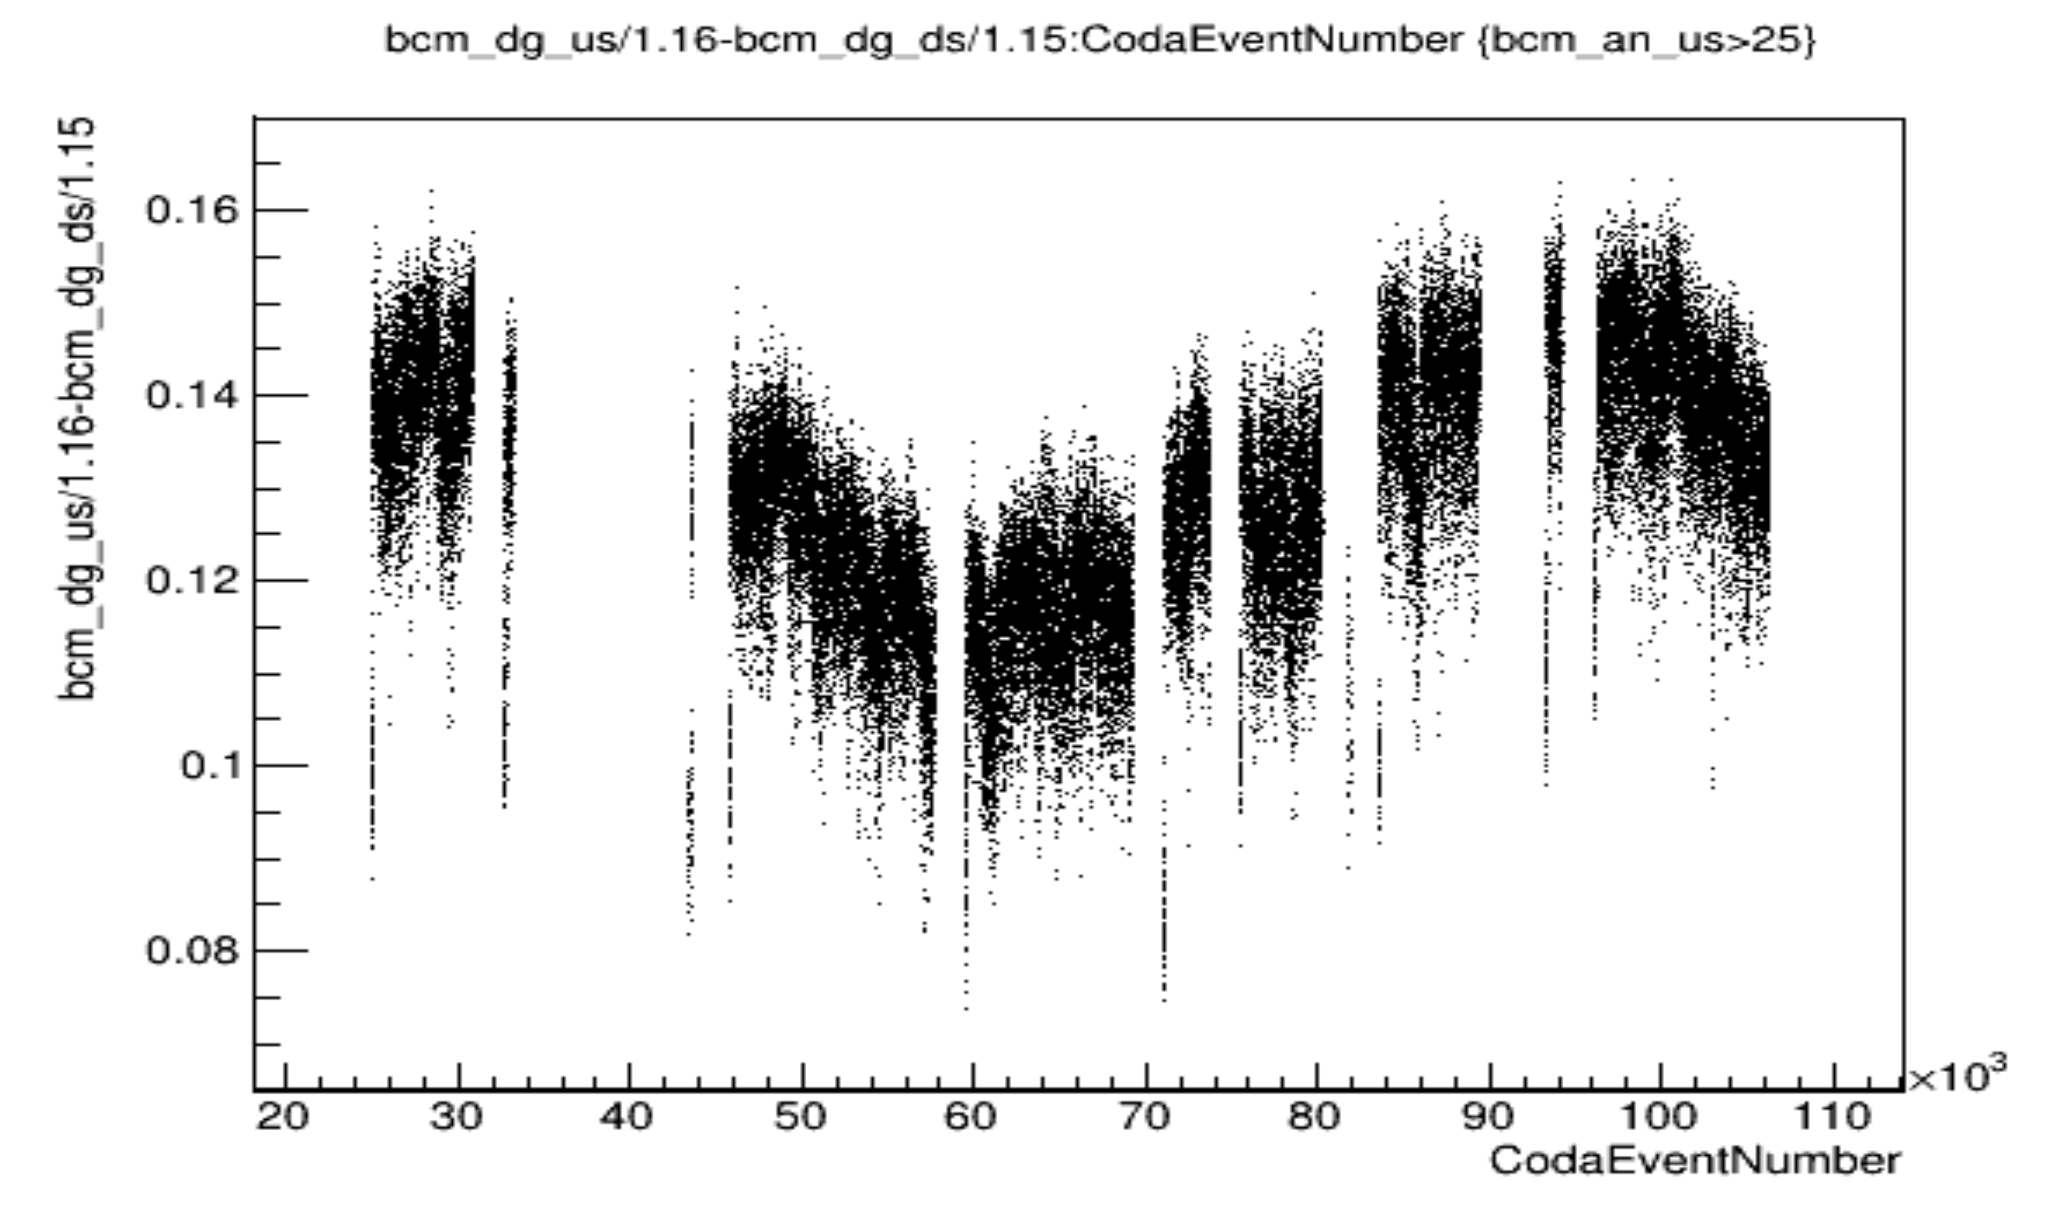 bcm_dg_us/1.16-bcm_dg_ds/1.15:CodaEventNumber {bcm_an_us>25}
bcm_dg_us/1.16-bcm_dg_ds/1.15
0.16
0.14
0.12
0.1
0.08
20 30 40 50 60 70 80 90 100 110
×10³
CodaEventNumber